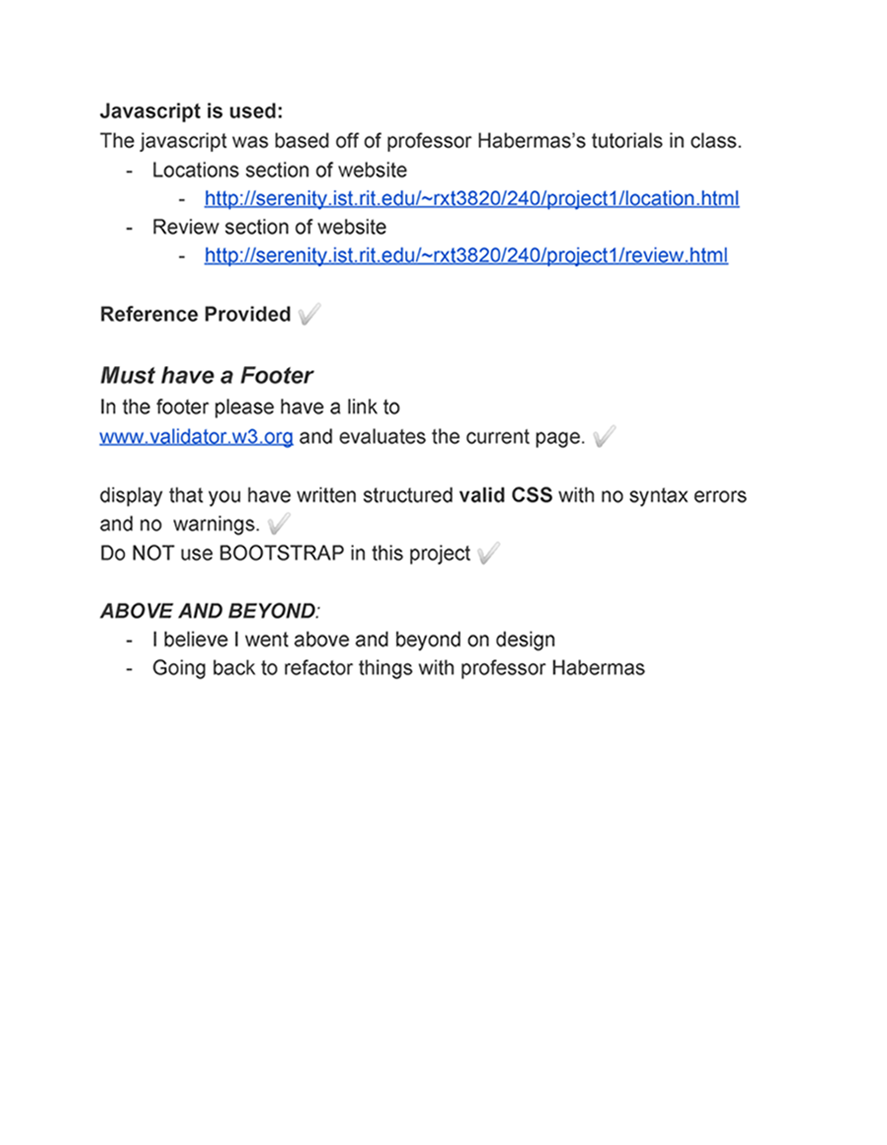 Javascript is used:
The javascript was based off of professor Habermas’s tutorials in class.
- Locations section of website
- http://serenity.ist.rit.edu/~rxt3820/240/project1/location.html
- Review section of website
- http://serenity.ist.rit.edu/~rxt3820/240/project1/review.html
Reference Provided ✔
Must have a Footer
In the footer please have a link to
www.validator.w3.org and evaluates the current page. ✔
display that you have written structured valid CSS with no syntax errors
and no  warnings. ✔
Do NOT use BOOTSTRAP in this project ✔
ABOVE AND BEYOND:
- I believe I went above and beyond on design
- Going back to refactor things with professor Habermas